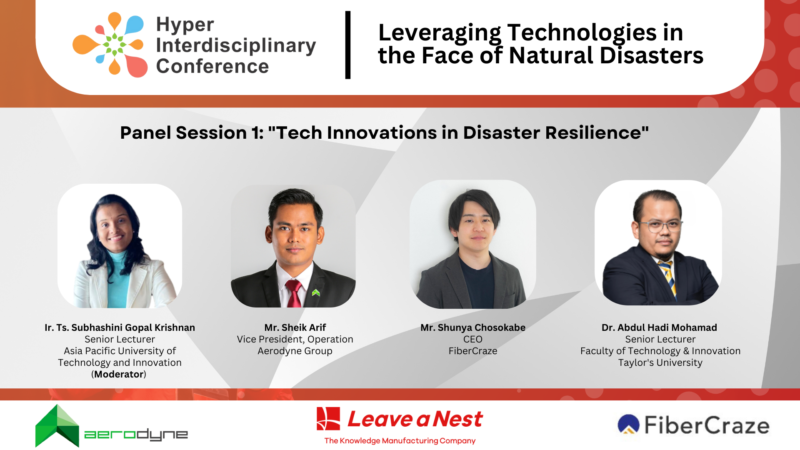 Hyper
Interdisciplinary
Conference
Leveraging Technologies in
the Face of Natural Disasters
Panel Session 1: "Tech Innovations in Disaster Resilience"
Ir. Ts. Subhashini Gopal Krishnan
Senior Lecturer
Asia Pacific University of
Technology and Innovation
(Moderator)
Mr. Sheik Arif
Vice President, Operation
Aerodyne Group
Mr. Shunya Chosokabe
CEO
FiberCraze
Dr. Abdul Hadi Mohamad
Senior Lecturer
Faculty of Technology & Innovation
Taylor's University
aerodyne
Leave a Nest
The Knowledge Manufacturing Company
FiberCraze